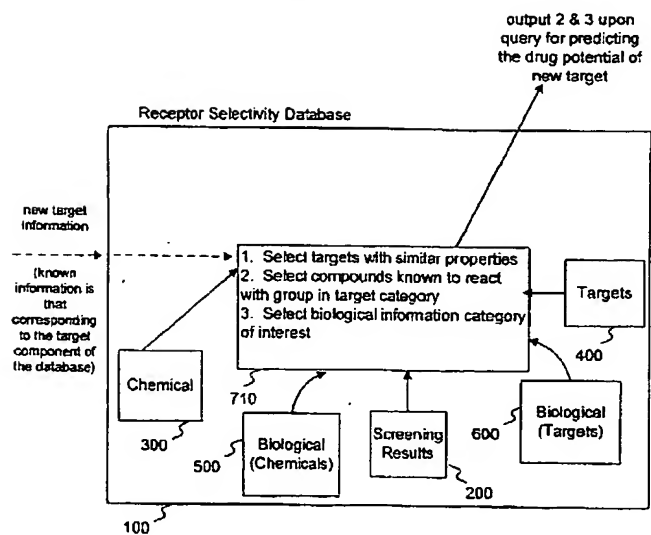 output 2 & 3 upon
query for predicting
the drug potential of
new target
Receptor Selectivity Database
new target
information
(known
information is
that
corresponding
to the target
component of
the database)
1. Select targets with similar properties
2. Select compounds known to react
with group in target category
3. Select biological information category
of interest
710
Chemical
300
Biological
(Chemicals)
500
Screening
Results
200
Targets
400
Biological
(Targets)
600
100